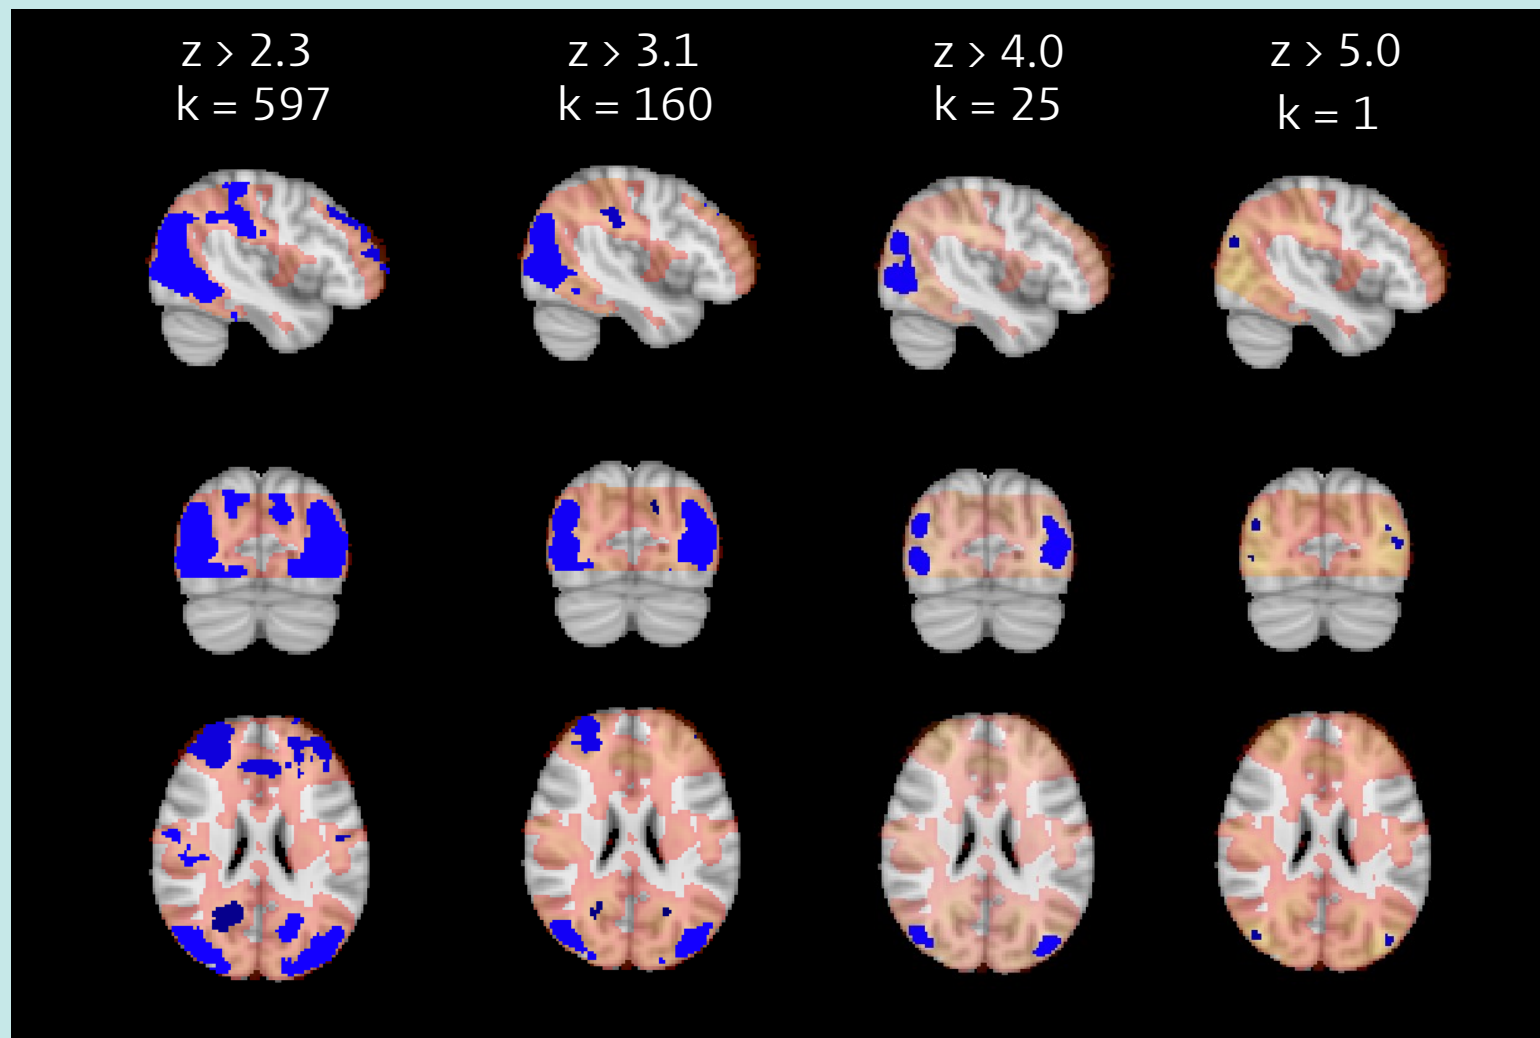 z > 2.3
k = 597
z > 3.1
k = 160
z > 4.0
k = 25
z > 5.0
k = 1